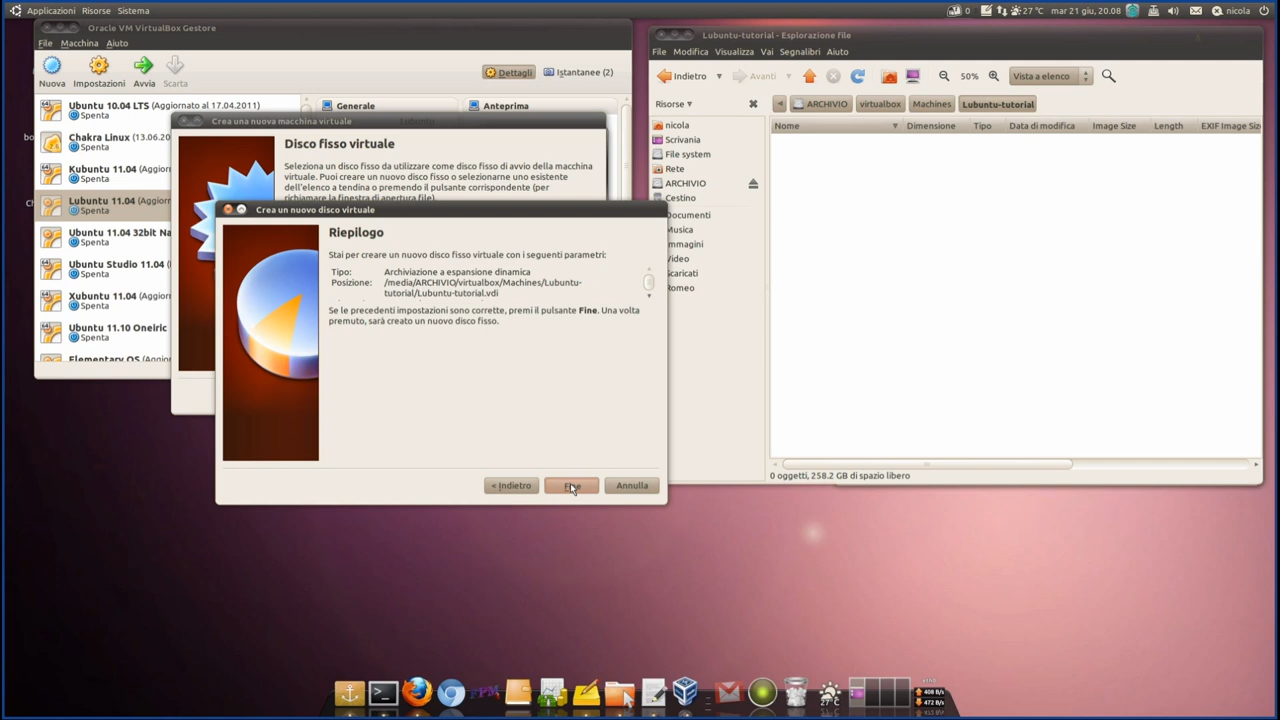 Applicazioni Risorse Sistema
0 27 °C mar 21 giu, 20.08 nicola
Oracle VM VirtualBox Gestore
File Macchina Aiuto
Nuova Impostazioni Avvia Scarta
Dettagli Istantanee (2)
Ubuntu 10.04 LTS (Aggiornato al 17.04.2011)
Spenta
Chakra Linux (13.06.20
Spenta
Kubuntu 11.04 (Aggior
Spenta
Lubuntu 11.04 (Aggior
Spenta
Ubuntu 11.04 32bit
Spenta
Ubuntu Studio 11.04
Spenta
Xubuntu 11.04 (Aggior
Spenta
Ubuntu 11.10 Oneiric
Spenta
Elementary OS
Generale
Anteprima
Crea una nuova macchina virtuale
Disco fisso virtuale
Seleziona un disco fisso da utilizzare come disco fisso di avvio della macchina
virtuale. Puoi creare un nuovo disco fisso o selezionarne uno esistente
dell'elenco a tendina o premendo il pulsante corrispondente (per
richiamare la finestra di apertura file).
Crea un nuovo disco virtuale
Riepilogo
Stai per creare un nuovo disco fisso virtuale con i seguenti parametri:
Tipo: Archiviazione a espansione dinamica
Posizione: /media/ARCHIVIO/virtualbox/Machines/Lubuntu-
tutorial/Lubuntu-tutorial.vdi
Se le precedenti impostazioni sono corrette, premi il pulsante Fine. Una volta
premuto, sarà creato un nuovo disco fisso.
< Indietro Fine Annulla
Lubuntu-tutorial - Esplorazione file
File Modifica Visualizza Vai Segnalibri Aiuto
Indietro Avanti 50% Vista a elenco
Risorse
ARCHIVIO virtualbox Machines Lubuntu-tutorial
Nome Dimensione Tipo Data di modifica Image Size Length EXIF Image Siz
nicola
Scrivania
File system
Rete
ARCHIVIO
Cestino
Documenti
Musica
mmagini
Video
Scaricati
Romeo
0 oggetti, 258.2 GB di spazio libero
27°C
408 B/s
472 B/s